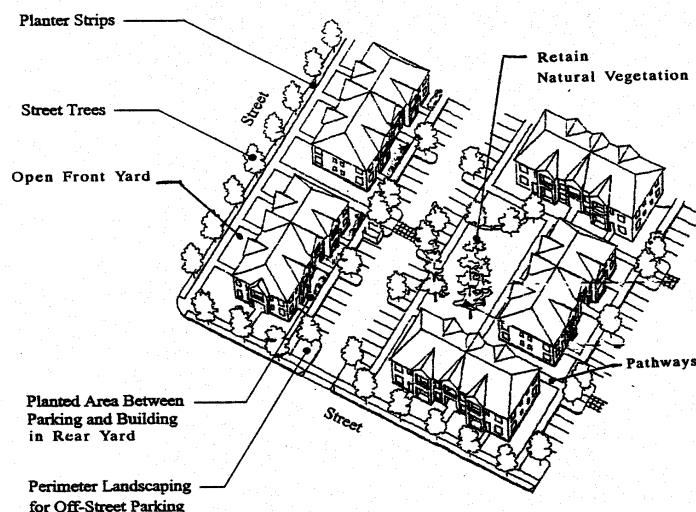 Planter Strips
Street Trees
Open Front Yard
Street
Retain
Natural Vegetation
Pathways
Street
Planted Area Between
Parking and Building
in Rear Yard
Perimeter Landscaping
for Off-Street Parking